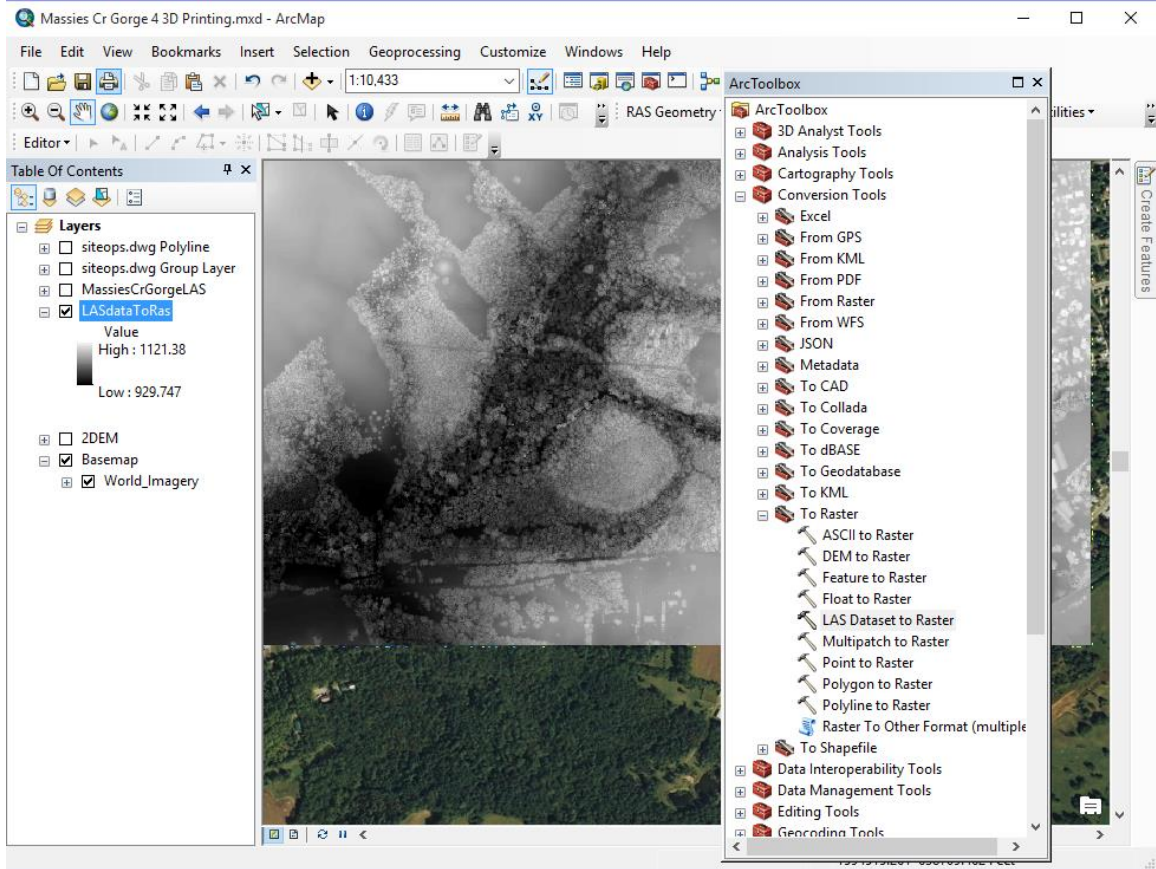 Massies Cr Gorge 4 3D Printing.mxd - ArcMap
File Edit View Bookmarks Insert Selection Geoprocessing Customize Windows Help
1:10,433
RAS Geometry
Editor
Table Of Contents
Layers
siteops.dwg Polyline
siteops.dwg Group Layer
MassiesCrGorgeLAS
LASdataToRas
Value
High : 1121.38
Low : 929.747
2DEM
Basemap
World_Imagery
ArcToolbox
ArcToolbox
3D Analyst Tools
Analysis Tools
Cartography Tools
Conversion Tools
Excel
From GPS
From KML
From PDF
From Raster
From WFS
JSON
Metadata
To CAD
To Collada
To Coverage
To dBASE
To Geodatabase
To KML
To Raster
ASCII to Raster
DEM to Raster
Feature to Raster
Float to Raster
LAS Dataset to Raster
Multipatch to Raster
Point to Raster
Polygon to Raster
Polyline to Raster
Raster To Other Format (multiple
To Shapefile
Data Interoperability Tools
Data Management Tools
Editing Tools
Geocoding Tools
ilities
Create Features